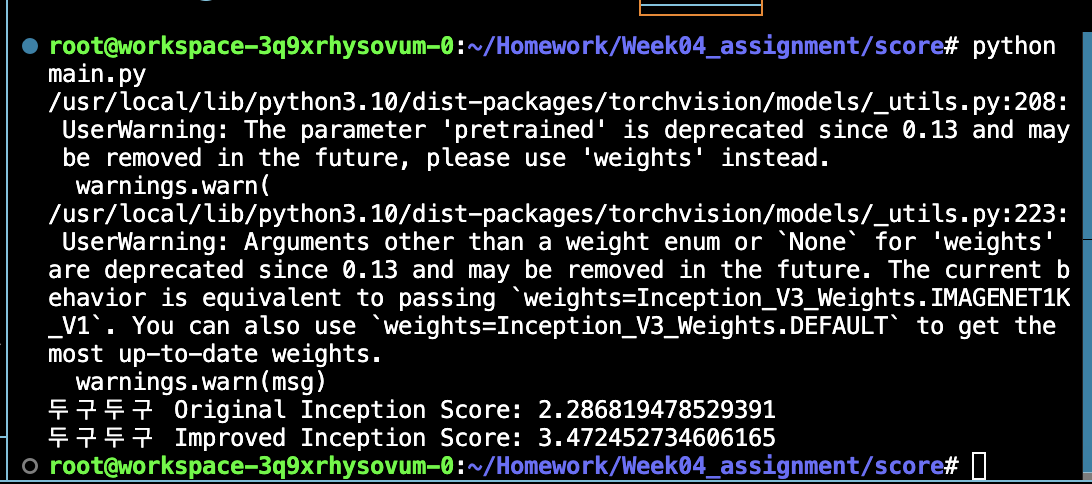 root@workspace-3q9xrhysovum-0:~/Homework/Week04_assignment/score# python
main.py
/usr/local/lib/python3.10/dist-packages/torchvision/models/_utils.py:208:
 UserWarning: The parameter 'pretrained' is deprecated since 0.13 and may
 be removed in the future, please use 'weights' instead.
  warnings.warn(
/usr/local/lib/python3.10/dist-packages/torchvision/models/_utils.py:223:
 UserWarning: Arguments other than a weight enum or `None` for 'weights'
are deprecated since 0.13 and may be removed in the future. The current b
ehavior is equivalent to passing `weights=Inception_V3_Weights.IMAGENET1K
_V1`. You can also use `weights=Inception_V3_Weights.DEFAULT` to get the
most up-to-date weights.
  warnings.warn(msg)
두구두구 Original Inception Score: 2.286819478529391
두구두구 Improved Inception Score: 3.472452734606165
root@workspace-3q9xrhysovum-0:~/Homework/Week04_assignment/score#